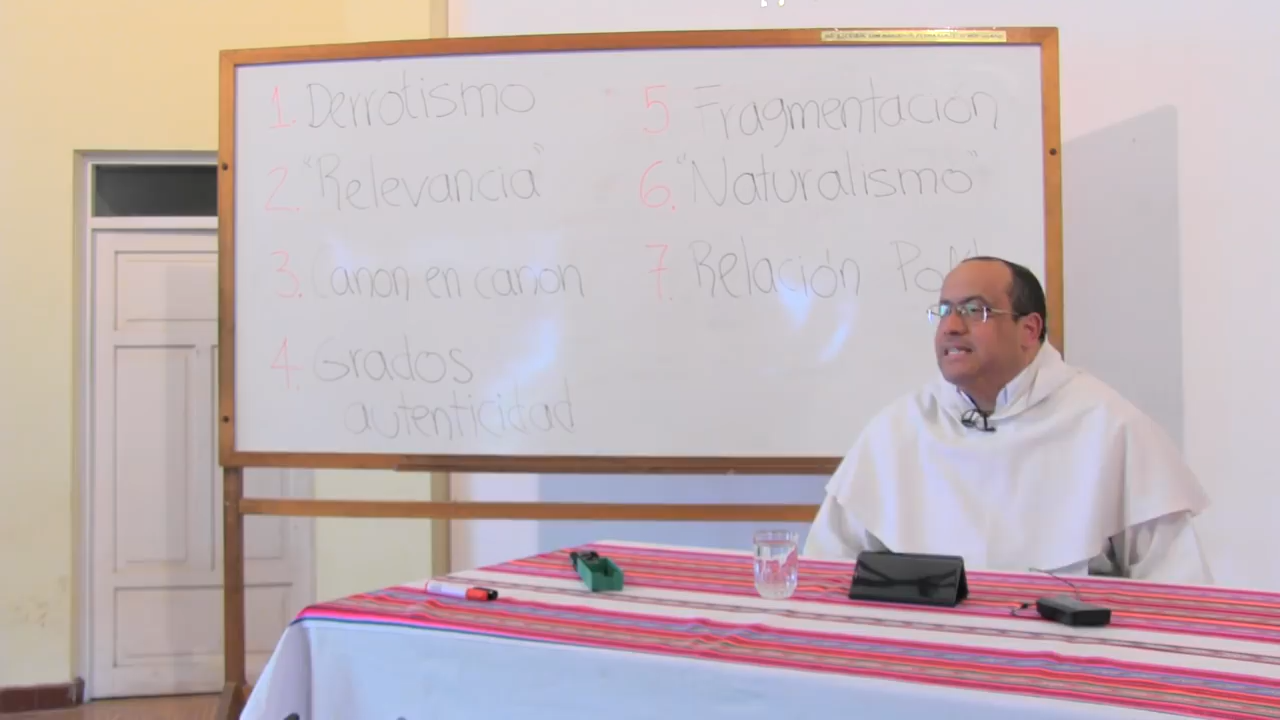 1. Derrotismo
2. "Relevancia"
3. Canon en canon
4. Grados
autenticidad
5. Fragmentación
6. "Naturalismo"
7. Relación